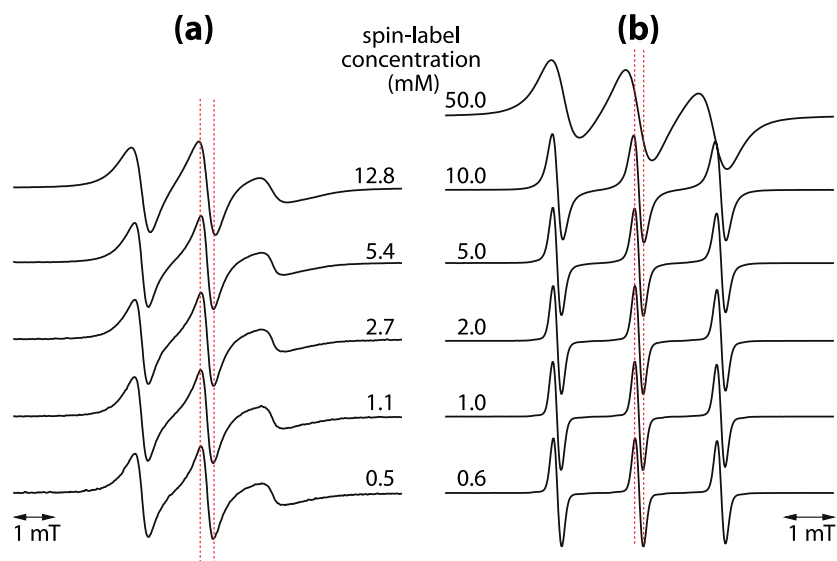 (a)
spin-label
concentration
(mM)
(b)
50.0
12.8
10.0
5.4
5.0
2.7
2.0
1.1
1.0
0.5
0.6
1 mT
1 mT